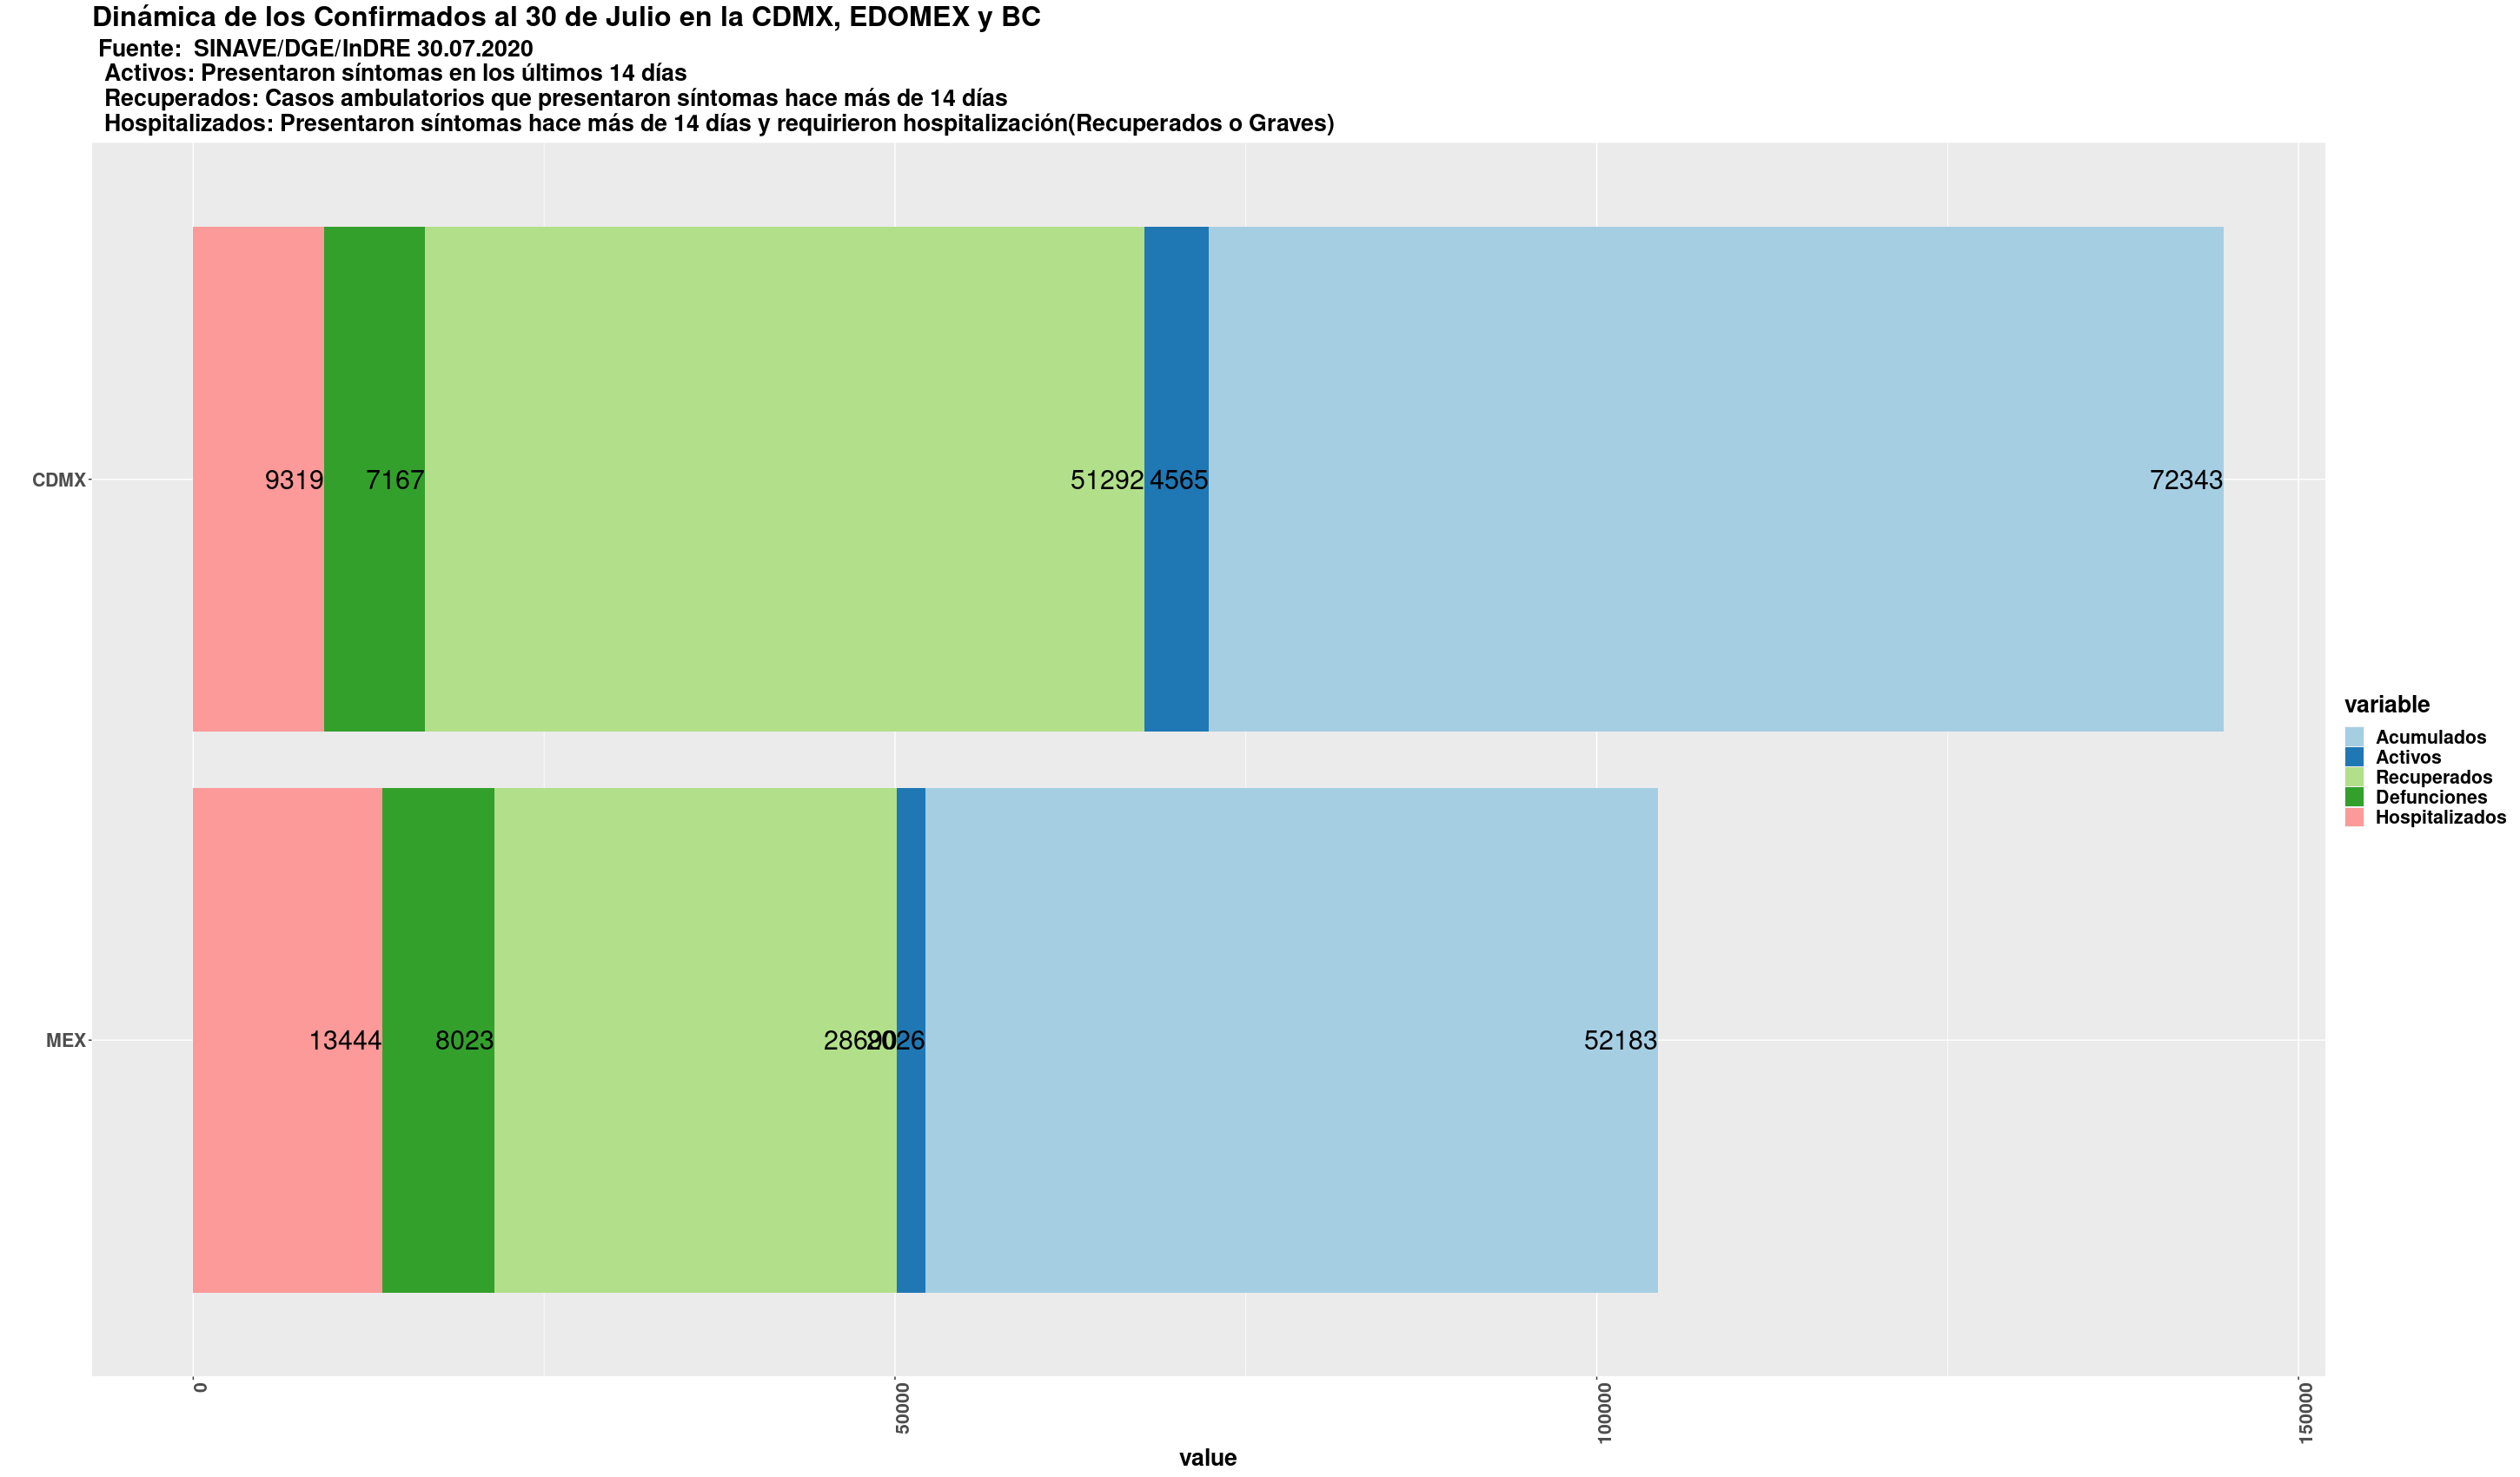 Dinámica de los Confirmados al 30 de Julio en la CDMX, EDOMEX y BC
Fuente: SINAVE/DGE/InDRE 30.07.2020
Activos: Presentaron síntomas en los últimos 14 días
Recuperados: Casos ambulatorios que presentaron síntomas hace más de 14 días
Hospitalizados: Presentaron síntomas hace más de 14 días y requirieron hospitalización(Recuperados o Graves)
CDMX 9319 7167 51292 4565 72343
MEX 13444 8023 28690 2026 52183
0 50000 100000 150000
value
variable
Acumulados
Activos
Recuperados
Defunciones
Hospitalizados